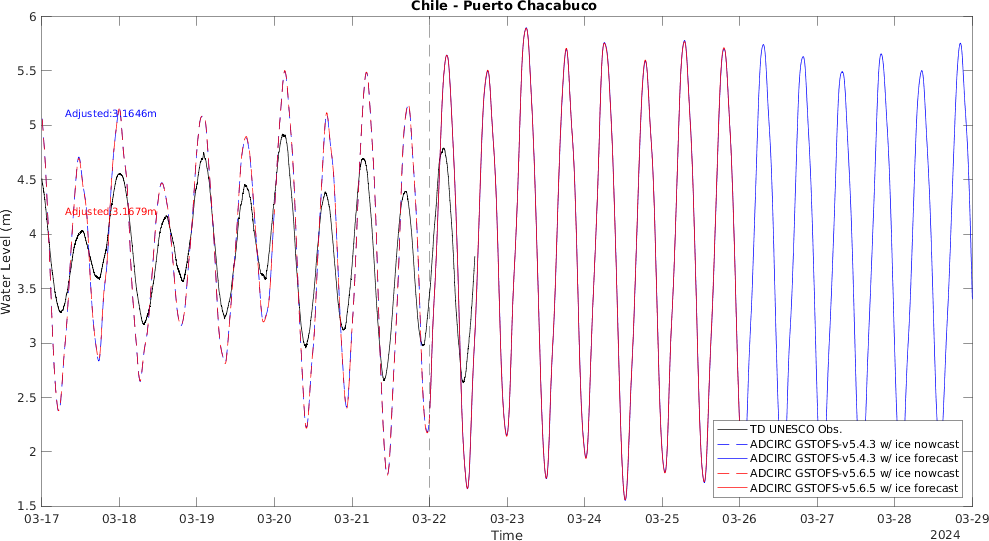 Chile - Puerto Chacabuco
6
5.5
5
4.5
4
3.5
3
2.5
2
1.5
Water Level (m)
Adjusted:3.1646m
Adjusted:3.1679m
TD UNESCO Obs.
ADCIRC GSTOFS-v5.4.3 w/ ice nowcast
ADCIRC GSTOFS-v5.4.3 w/ ice forecast
ADCIRC GSTOFS-v5.6.5 w/ ice nowcast
ADCIRC GSTOFS-v5.6.5 w/ ice forecast
03-17 03-18 03-19 03-20 03-21 03-22 03-23 03-24 03-25 03-26 03-27 03-28 03-29
Time
2024